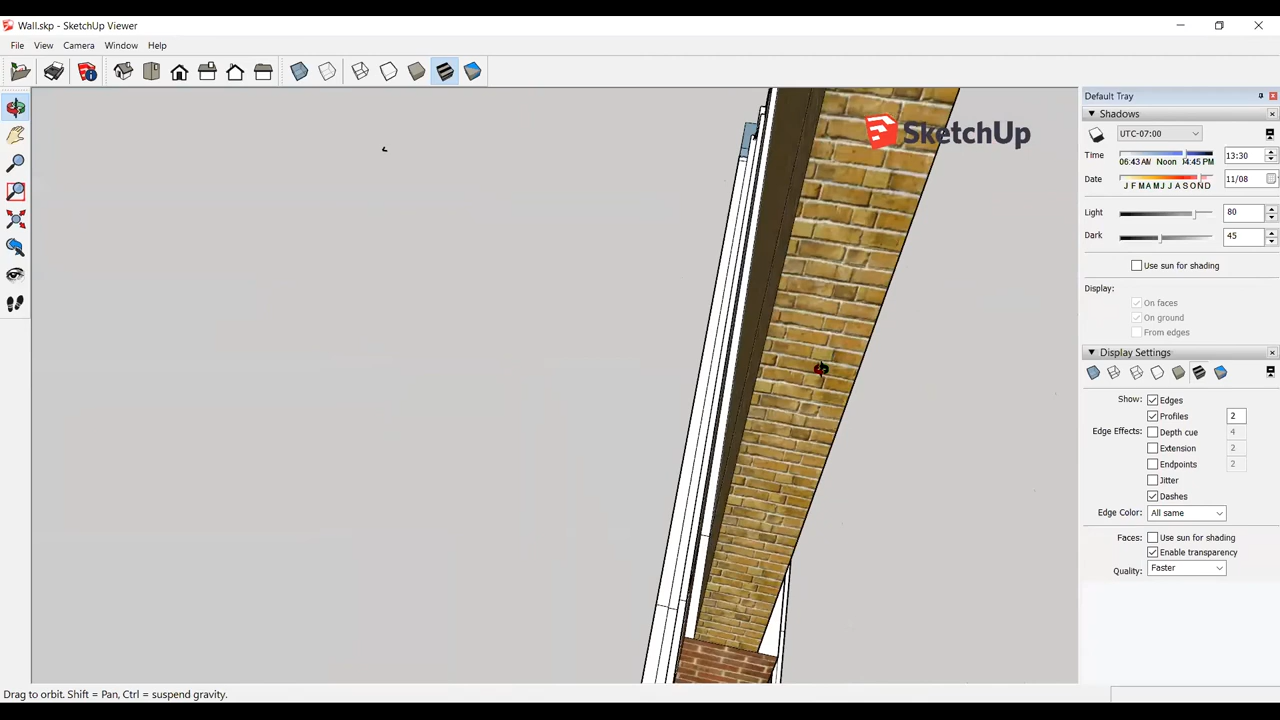 Wall.skp - SketchUp Viewer
File View Camera Window Help
Default Tray
Shadows
SketchUp
UTC-07:00
Time 06:43 AM Noon 04:45 PM 13:30
Date J F M A M J J A S O N D 11/08
Light 80
Dark 45
Use sun for shading
Display:
On faces
On ground
From edges
Display Settings
Show: Edges
Profiles 2
Edge Effects: Depth cue 4
Extension 2
Endpoints 2
Jitter
Dashes
Edge Color: All same
Faces: Use sun for shading
Enable transparency
Quality: Faster
Drag to orbit. Shift = Pan, Ctrl = suspend gravity.